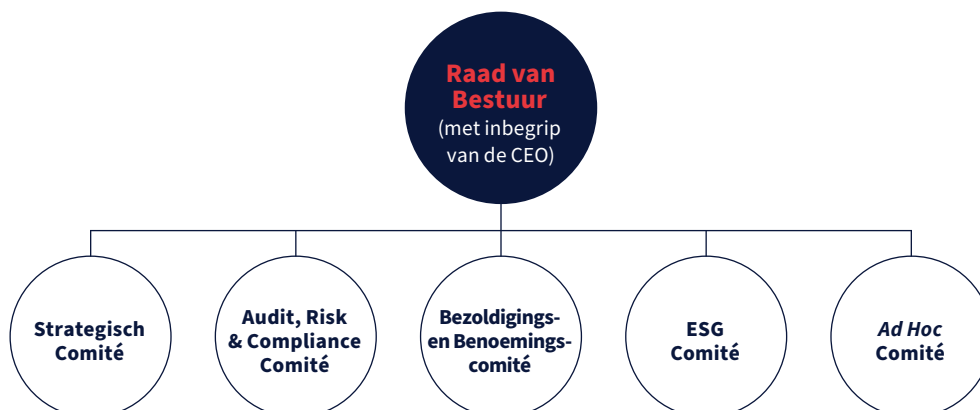 Raad van
Bestuur
(met inbegrip
van de CEO)
Strategisch
Comité
Audit, Risk
& Compliance
Comité
Bezoldigings-
en Benoemings-
comité
ESG
Comité
Ad Hoc
Comité